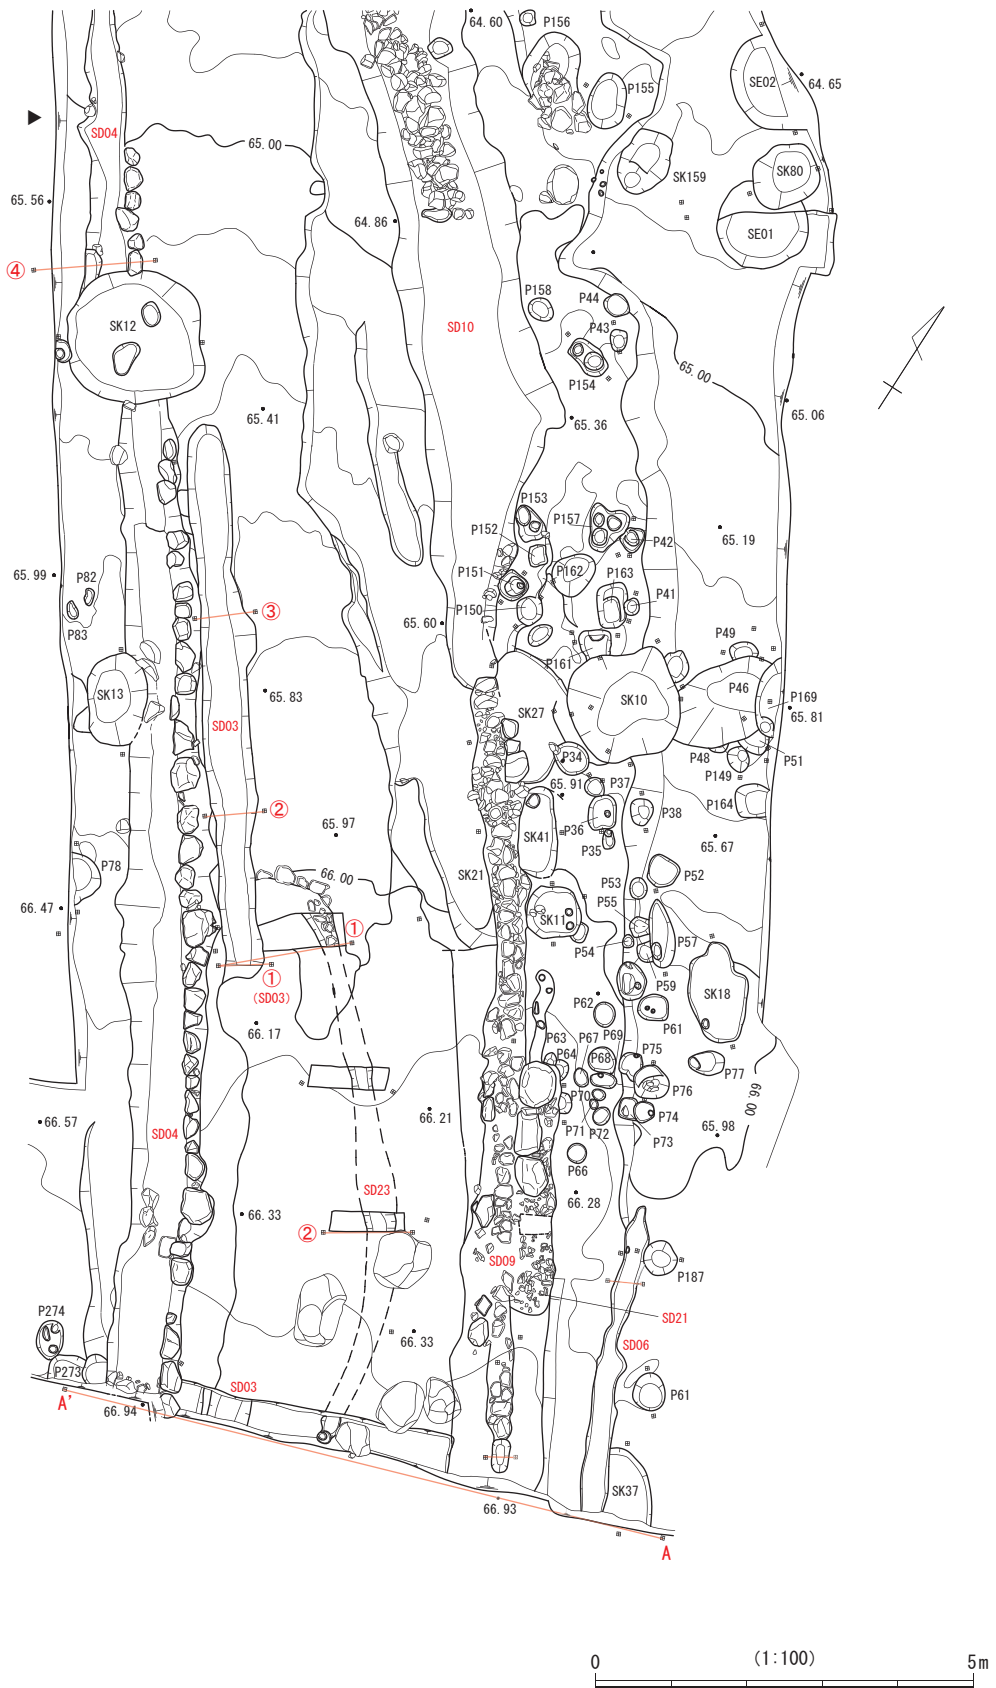 64.60
P156
SE02
64.65
P155
SD04
65.00
SK159
SK80
65.56
64.86
SE01
④
P158
P44
SK12
SD10
P43
65.00
P154
65.41
65.36
65.06
P153
P152
P157
P42
65.19
65.99
P82
P151
P162
P163
P83
P150
P41
65.60
P49
P161
③
SK13
65.83
SK10
P46
P169
SD03
SK27
65.81
P34
P48
P51
P149
65.91
P37
②
P164
65.97
SK41
P36
P38
P35
65.67
P78
66.00
SK21
P53
P52
66.47
P55
SK11
①
P54
P57
①
(SD03)
P59
SK18
P62
P61
66.17
P63
P67
P69
P64
P68
P75
P77
66.00
66.57
66.21
P70
P76
SD04
P71
P72
P74
P73
65.98
P66
SD23
66.28
66.33
②
SD09
P187
P274
66.33
SD21
SD06
P273
SD03
P61
A'
66.94
SK37
66.93
A
0
(1:100)
5m